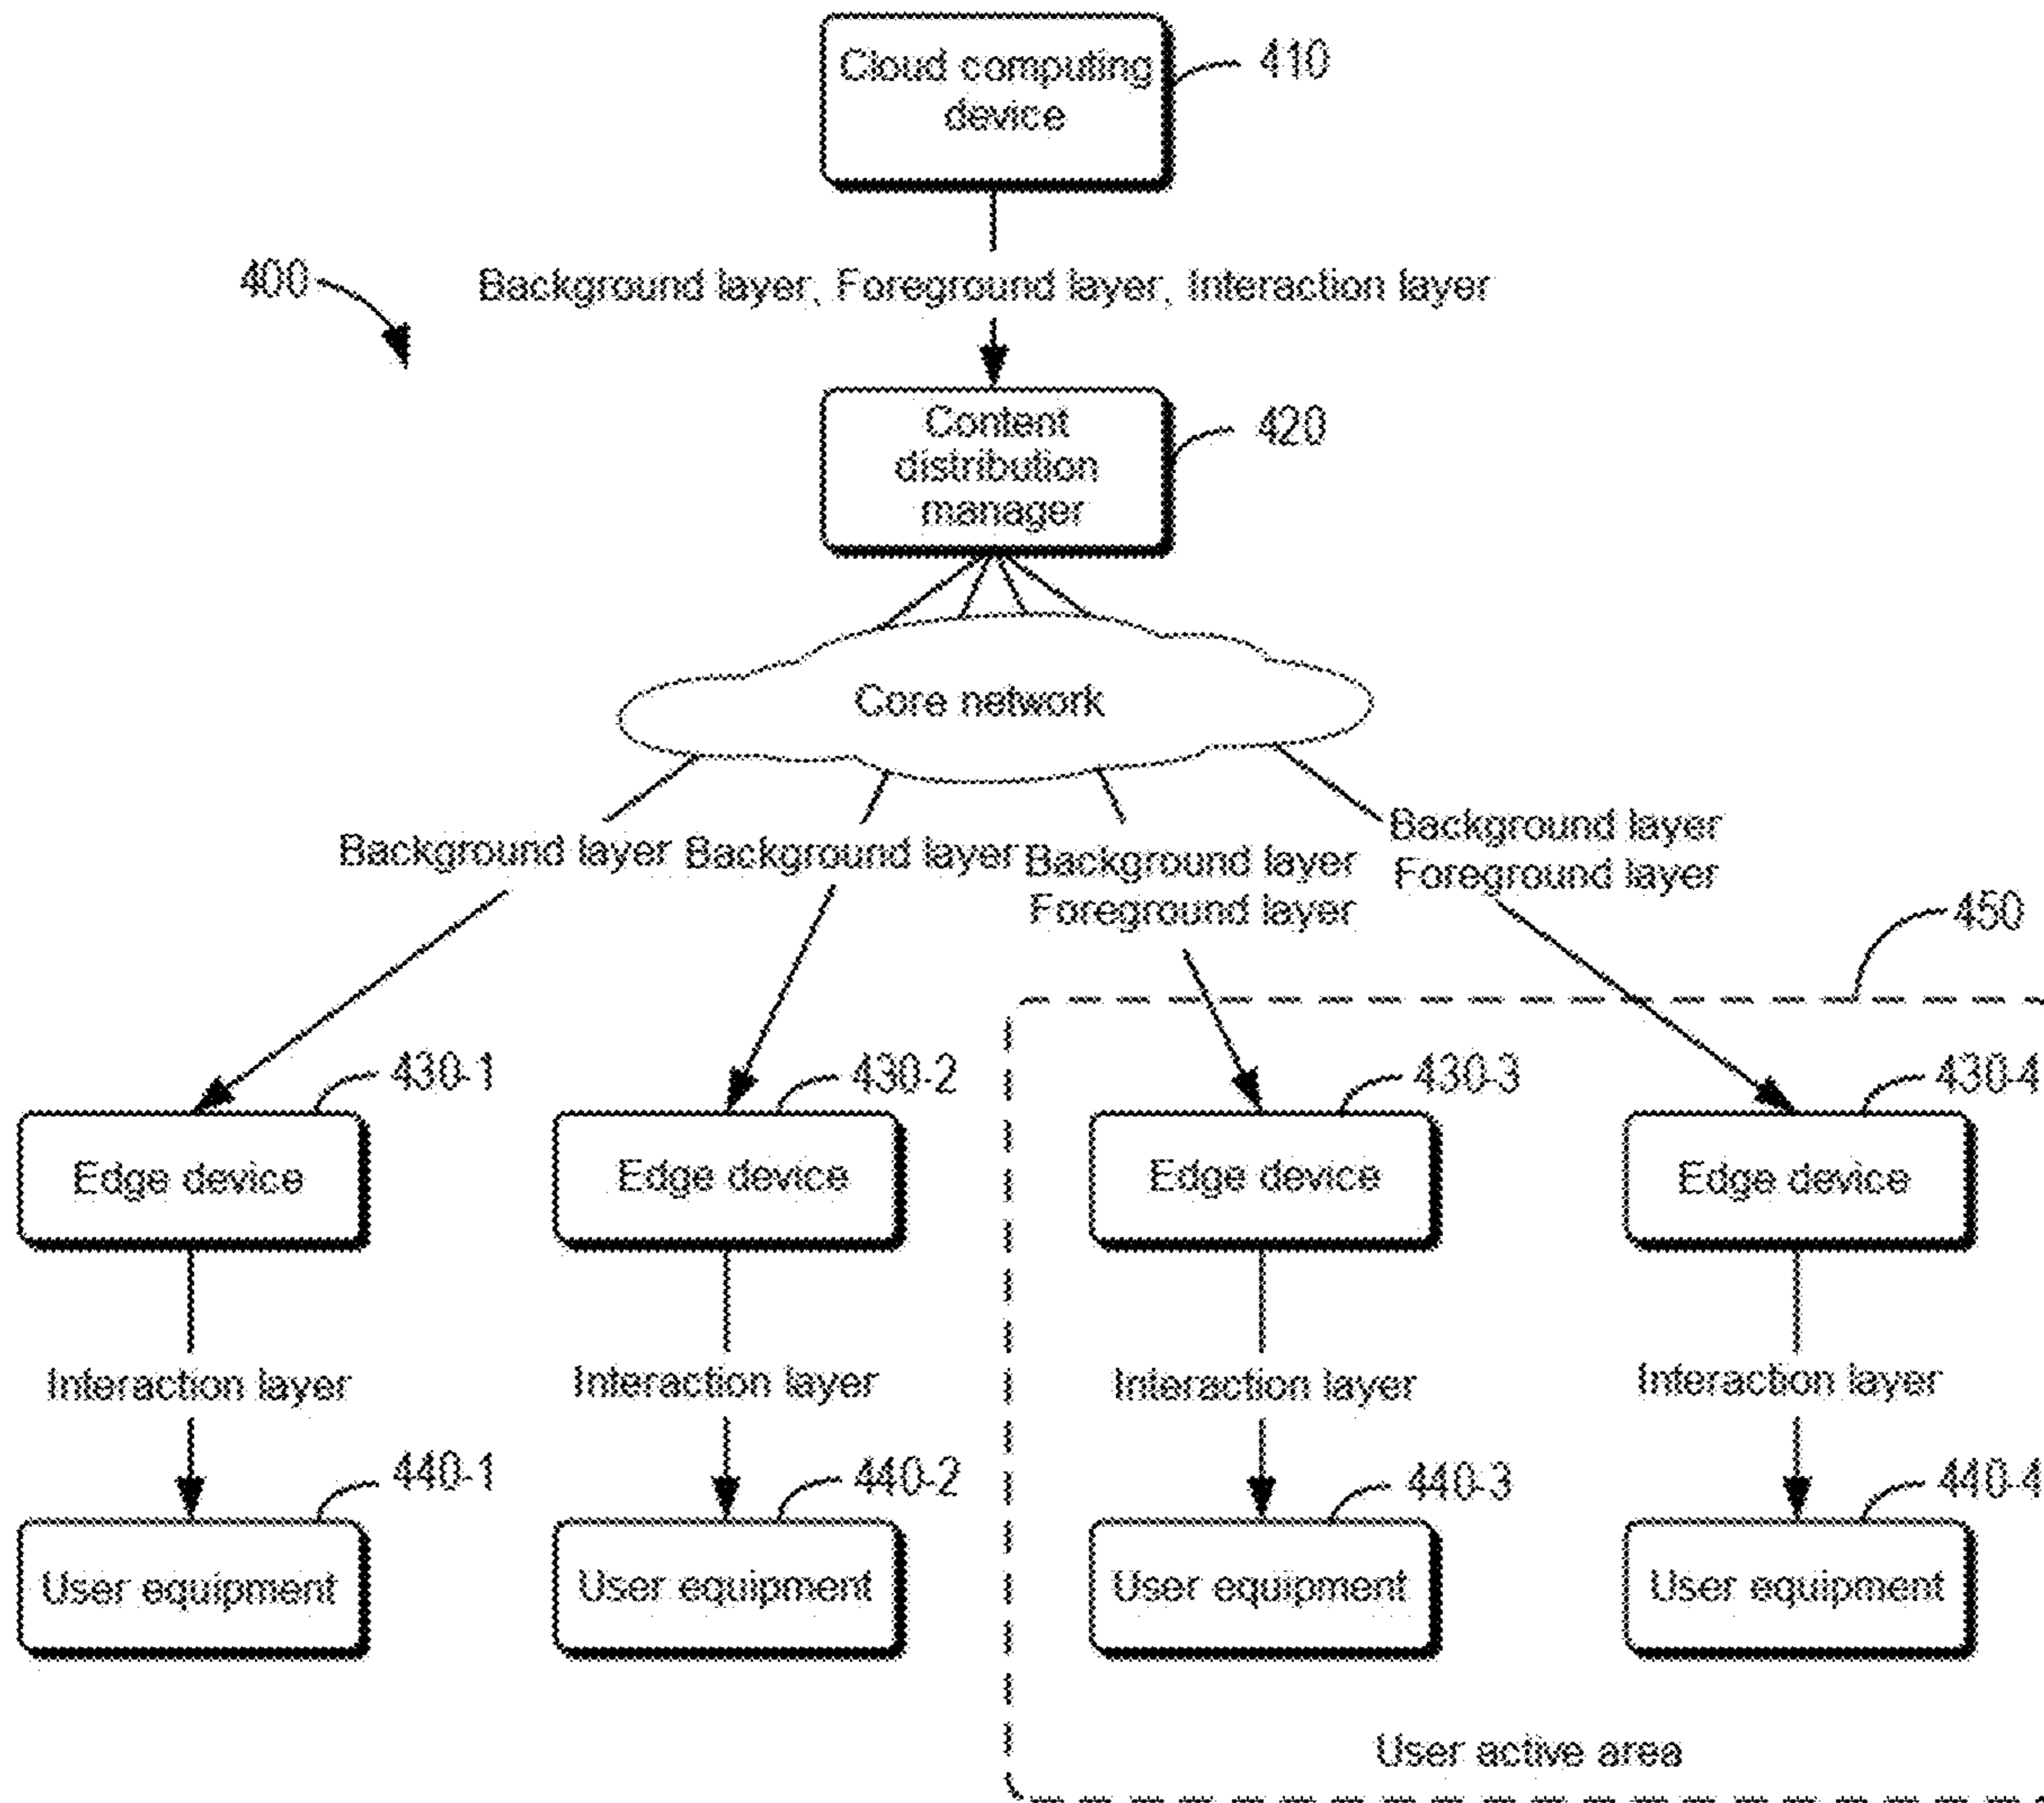 Cloud computing
device
410
400
Background layer, Foreground layer, Interaction layer
Content
distribution
manager
420
Core network
Background layer
Background layer
Background layer
Foreground layer
Background layer
Foreground layer
450
430-1
430-2
430-3
430-4
Edge device
Edge device
Edge device
Edge device
Interaction layer
Interaction layer
Interaction layer
Interaction layer
440-1
440-2
440-3
440-4
User equipment
User equipment
User equipment
User equipment
User active area